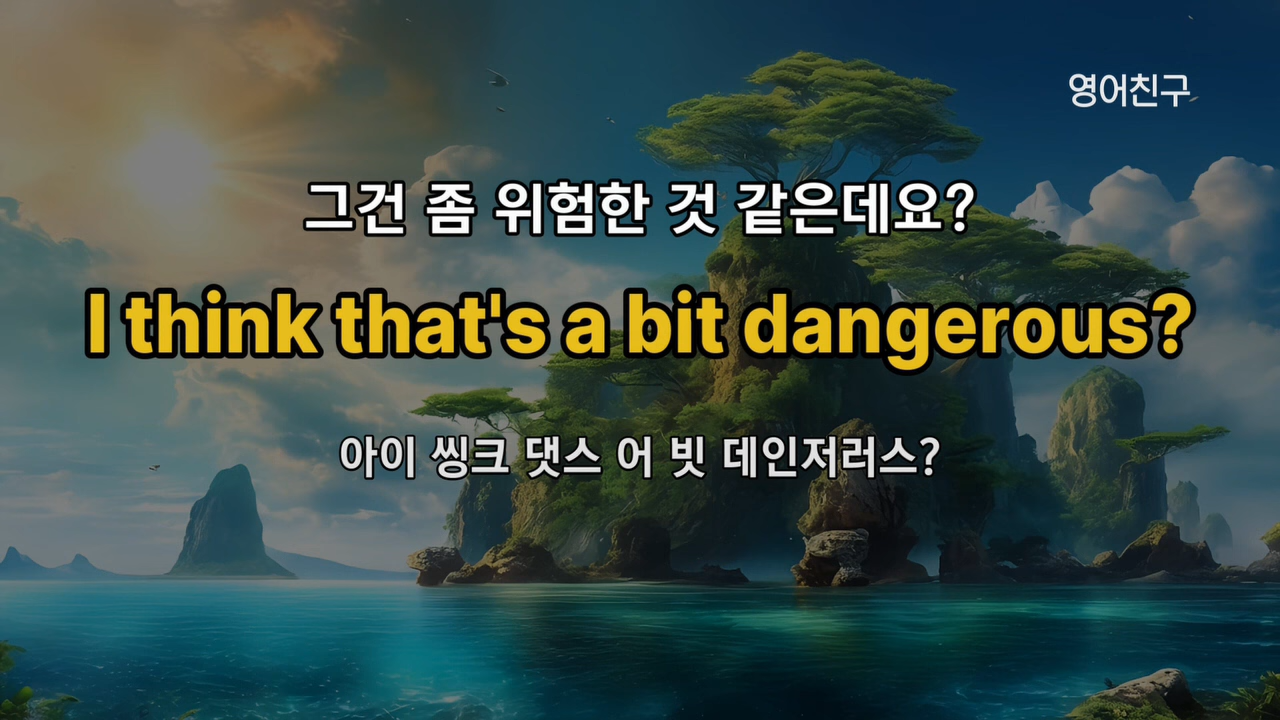 영어친구
그건 좀 위험한 것 같은데요?
I think that's a bit dangerous?
아이 씽크 댓스 어 빗 데인저러스?